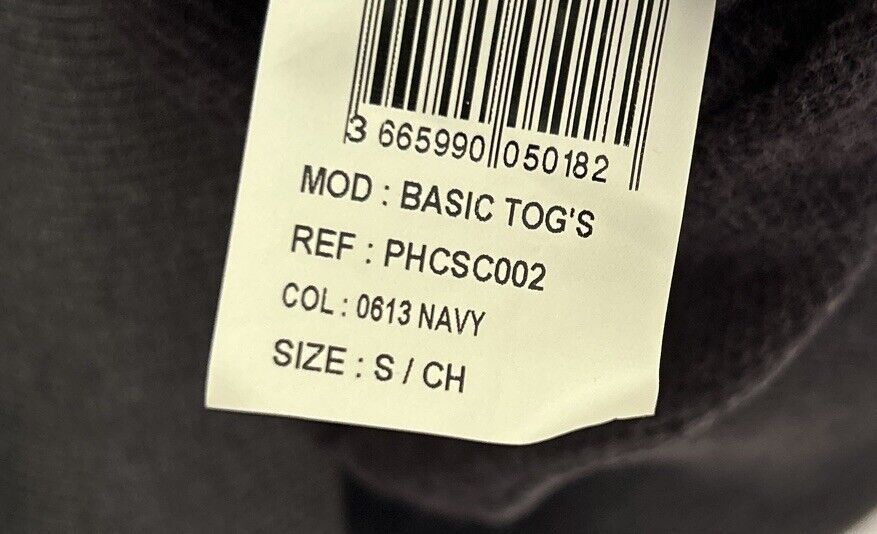 3 665990 050182
MOD : BASIC TOG'S
REF : PHCSC002
COL : 0613 NAVY
SIZE : S / CH